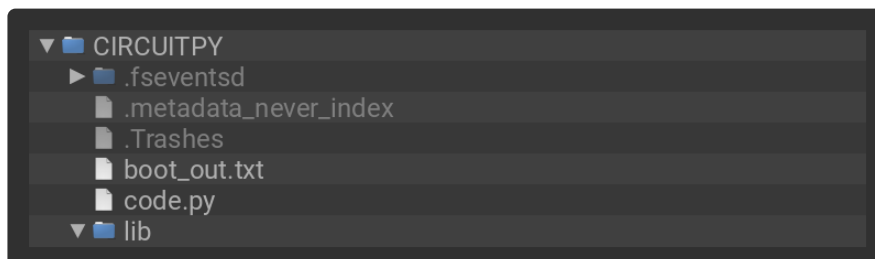 CIRCUITPY
.fseventsd
.metadata_never_index
.Trashes
boot_out.txt
code.py
lib